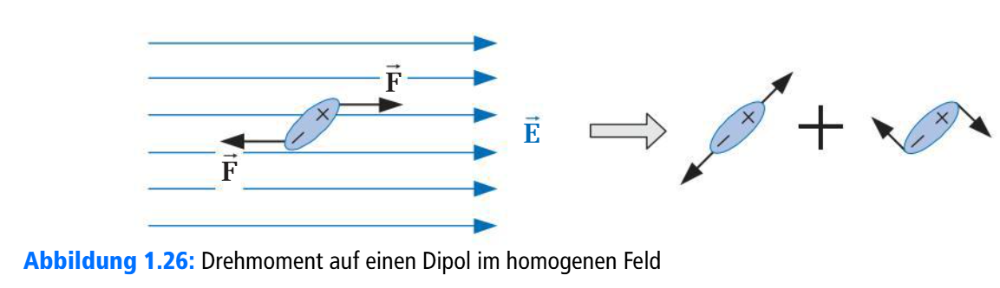 F⃗
E⃗
F⃗
Abbildung 1.26: Drehmoment auf einen Dipol im homogenen Feld